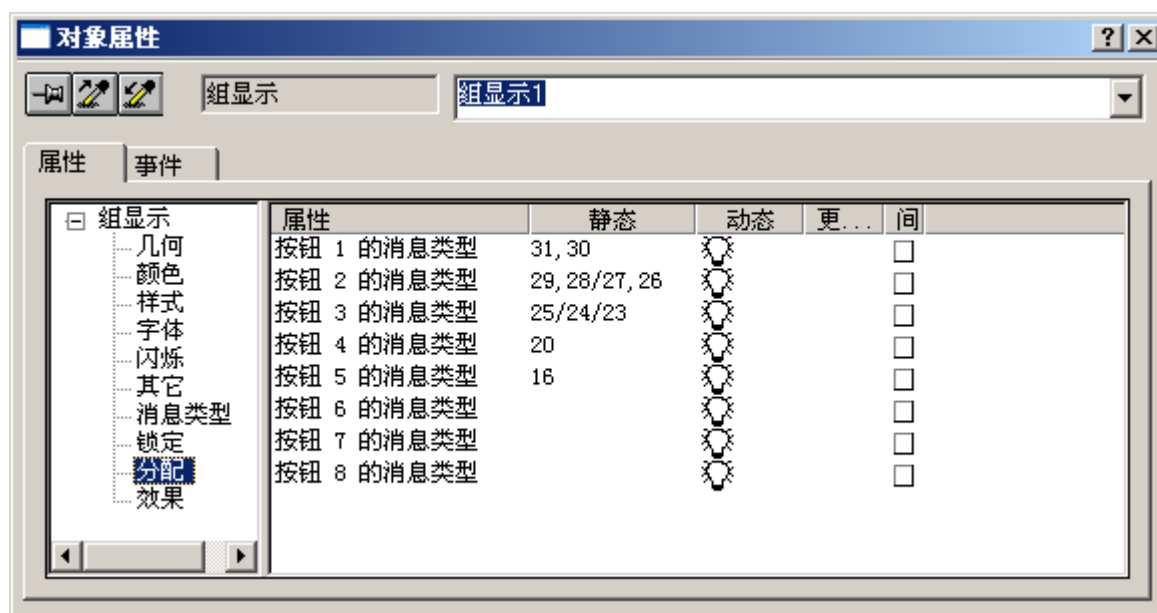 对象属性
组显示 组显示1
属性 事件
组显示
几何
颜色
样式
字体
闪烁
其它
消息类型
锁定
分配
效果
属性 静态 动态 更... 间
按钮 1 的消息类型 31,30
按钮 2 的消息类型 29,28/27,26
按钮 3 的消息类型 25/24/23
按钮 4 的消息类型 20
按钮 5 的消息类型 16
按钮 6 的消息类型
按钮 7 的消息类型
按钮 8 的消息类型